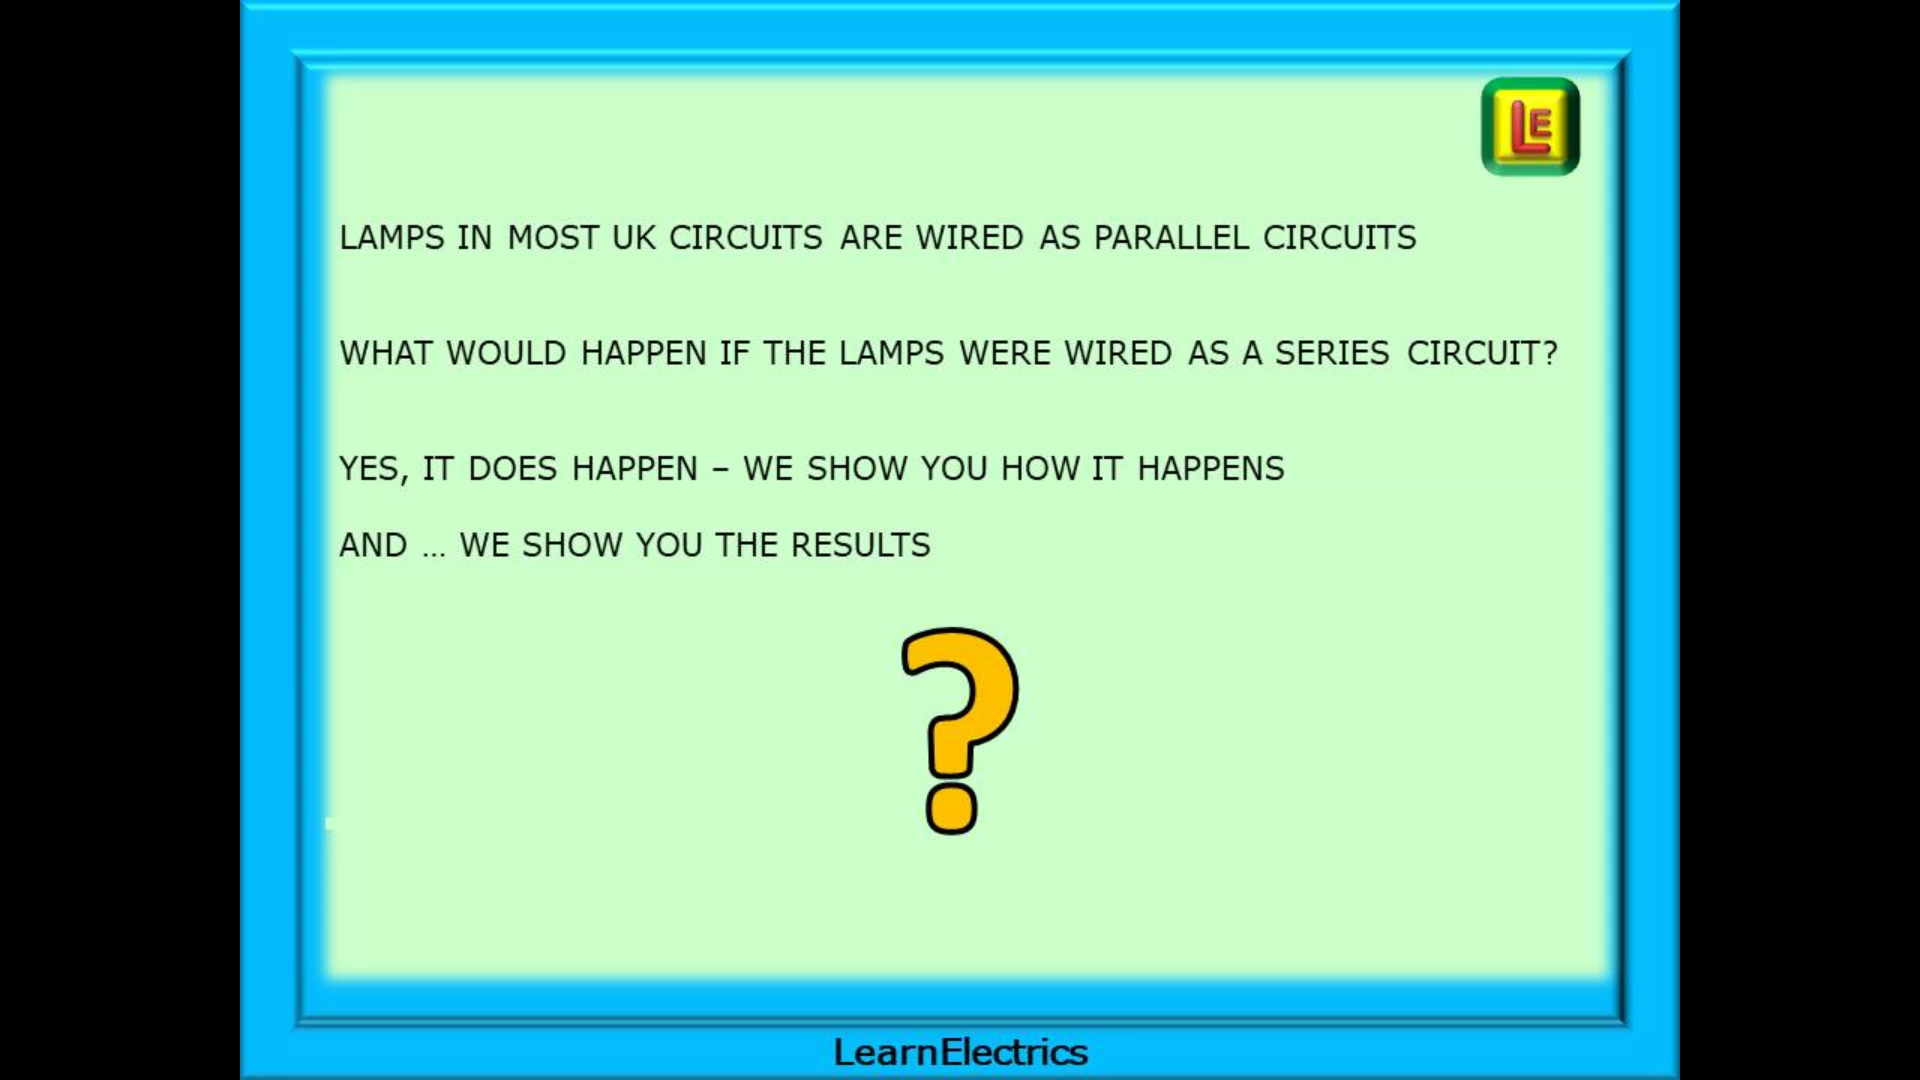 LE
LAMPS IN MOST UK CIRCUITS ARE WIRED AS PARALLEL CIRCUITS
WHAT WOULD HAPPEN IF THE LAMPS WERE WIRED AS A SERIES CIRCUIT?
YES, IT DOES HAPPEN – WE SHOW YOU HOW IT HAPPENS
AND … WE SHOW YOU THE RESULTS
?
LearnElectrics